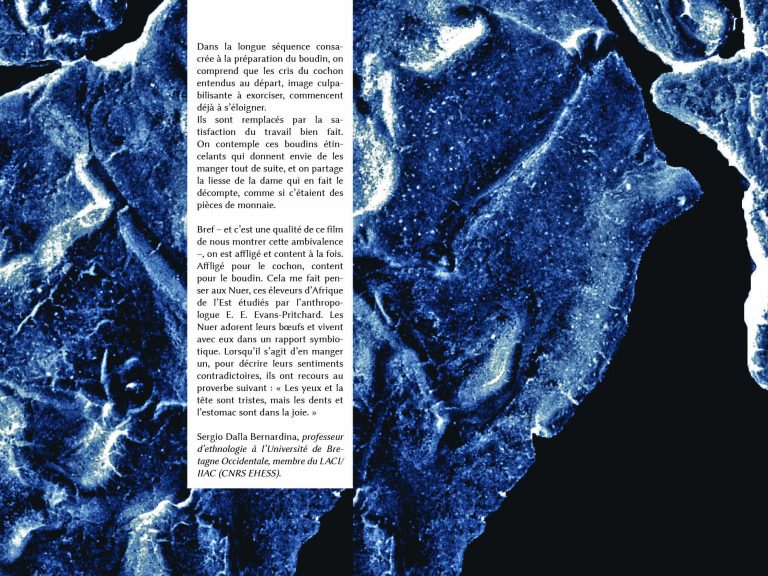 Dans la longue séquence consa-
crée à la préparation du boudin, on
comprend que les cris du cochon
entendus au départ, image culpa-
bilisante à exorciser, commencent
déjà à s’éloigner.
Ils sont remplacés par la sa-
tisfaction du travail bien fait.
On contemple ces boudins étin-
celants qui donnent envie de les
manger tout de suite, et on partage
la liesse de la dame qui en fait le
décompte, comme si c’étaient des
pièces de monnaie.
Bref – et c’est une qualité de ce film
de nous montrer cette ambivalence
–, on est affligé et content à la fois.
Affligé pour le cochon, content
pour le boudin. Cela me fait pen-
ser aux Nuer, ces éleveurs d’Afrique
de l’Est étudiés par l’anthropo-
logue E. E. Evans-Pritchard. Les
Nuer adorent leurs bœufs et vivent
avec eux dans un rapport symbio-
tique. Lorsqu’il s’agit d’en manger
un, pour décrire leurs sentiments
contradictoires, ils ont recours au
proverbe suivant : « Les yeux et la
tête sont tristes, mais les dents et
l’estomac sont dans la joie. »
Sergio Dalla Bernardina, professeur
d’ethnologie à l’Université de Bre-
tagne Occidentale, membre du LACI/
IIAC (CNRS EHESS).